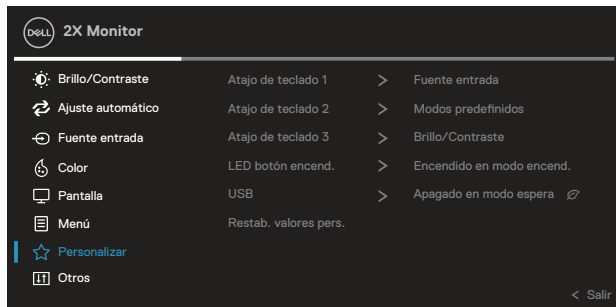 DELL 2X Monitor
Brillo/Contraste Atajo de teclado 1 > Fuente entrada
Ajuste automático Atajo de teclado 2 > Modos predefinidos
Fuente entrada Atajo de teclado 3 > Brillo/Contraste
Color LED botón encend. > Encendido en modo encend.
Pantalla USB > Apagado en modo espera
Menú Restab. valores pers.
Personalizar
Otros
< Salir